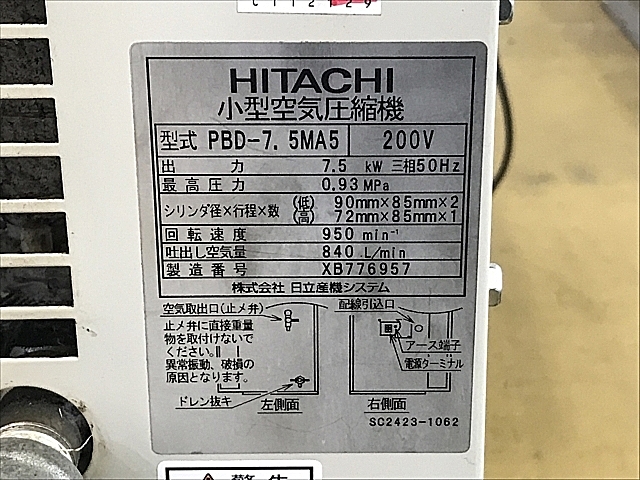 C112129
HITACHI
小型空気圧縮機
型式 PBD-7.5MA5 200V
出力 7.5 kW 三相50Hz
最高圧力 0.93 MPa
シリンダ径×行程×数 (低) 90mm×85mm×2
(高) 72mm×85mm×1
回転速度 950 min⁻¹
吐出し空気量 840 L/min
製造番号 XB776957
株式会社 日立産機システム
空気取出口(止メ弁)
止メ弁に直接重量
物を取付けないで
ください。
異常振動、破損の
原因となります。
ドレン抜キ
左側面
配線引込口
アース端子
電源ターミナル
右側面
SC2423-1062
警告